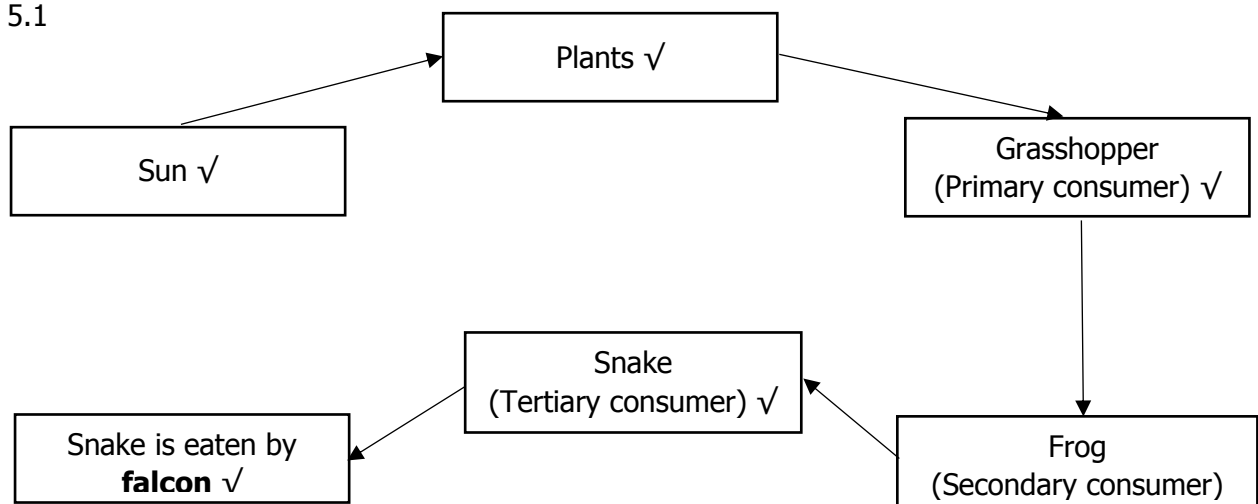 5.1
Plants √
Sun √
Grasshopper
(Primary consumer) √
Frog
(Secondary consumer)
Snake
(Tertiary consumer) √
Snake is eaten by
falcon √